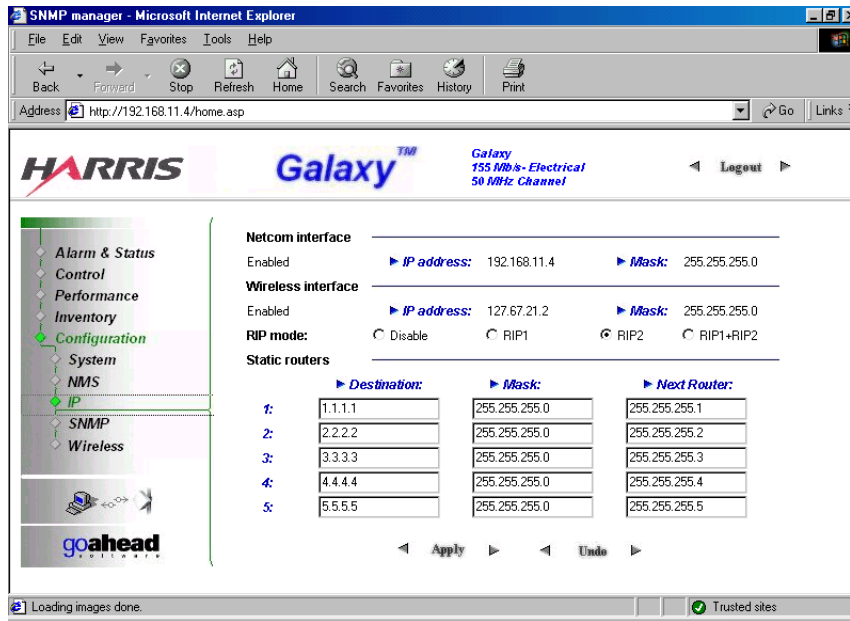 SNMP manager - Microsoft Internet Explorer
File Edit View Favorites Tools Help
Back Forward Stop Refresh Home Search Favorites History Print
Address http://192.168.11.4/home.asp Go Links
HARRIS
Galaxy™
Galaxy
155 Mb/s- Electrical
50 MHz Channel
Logout
Alarm & Status
Control
Performance
Inventory
Configuration
System
NMS
IP
SNMP
Wireless
goahead
software
Netcom interface
Enabled IP address: 192.168.11.4 Mask: 255.255.255.0
Wireless interface
Enabled IP address: 127.67.21.2 Mask: 255.255.255.0
RIP mode: Disable RIP1 RIP2 RIP1+RIP2
Static routers
Destination: Mask: Next Router:
1: 1.1.1.1 255.255.255.0 255.255.255.1
2: 2.2.2.2 255.255.255.0 255.255.255.2
3: 3.3.3.3 255.255.255.0 255.255.255.3
4: 4.4.4.4 255.255.255.0 255.255.255.4
5: 5.5.5.5 255.255.255.0 255.255.255.5
Apply Undo
Loading images done. Trusted sites